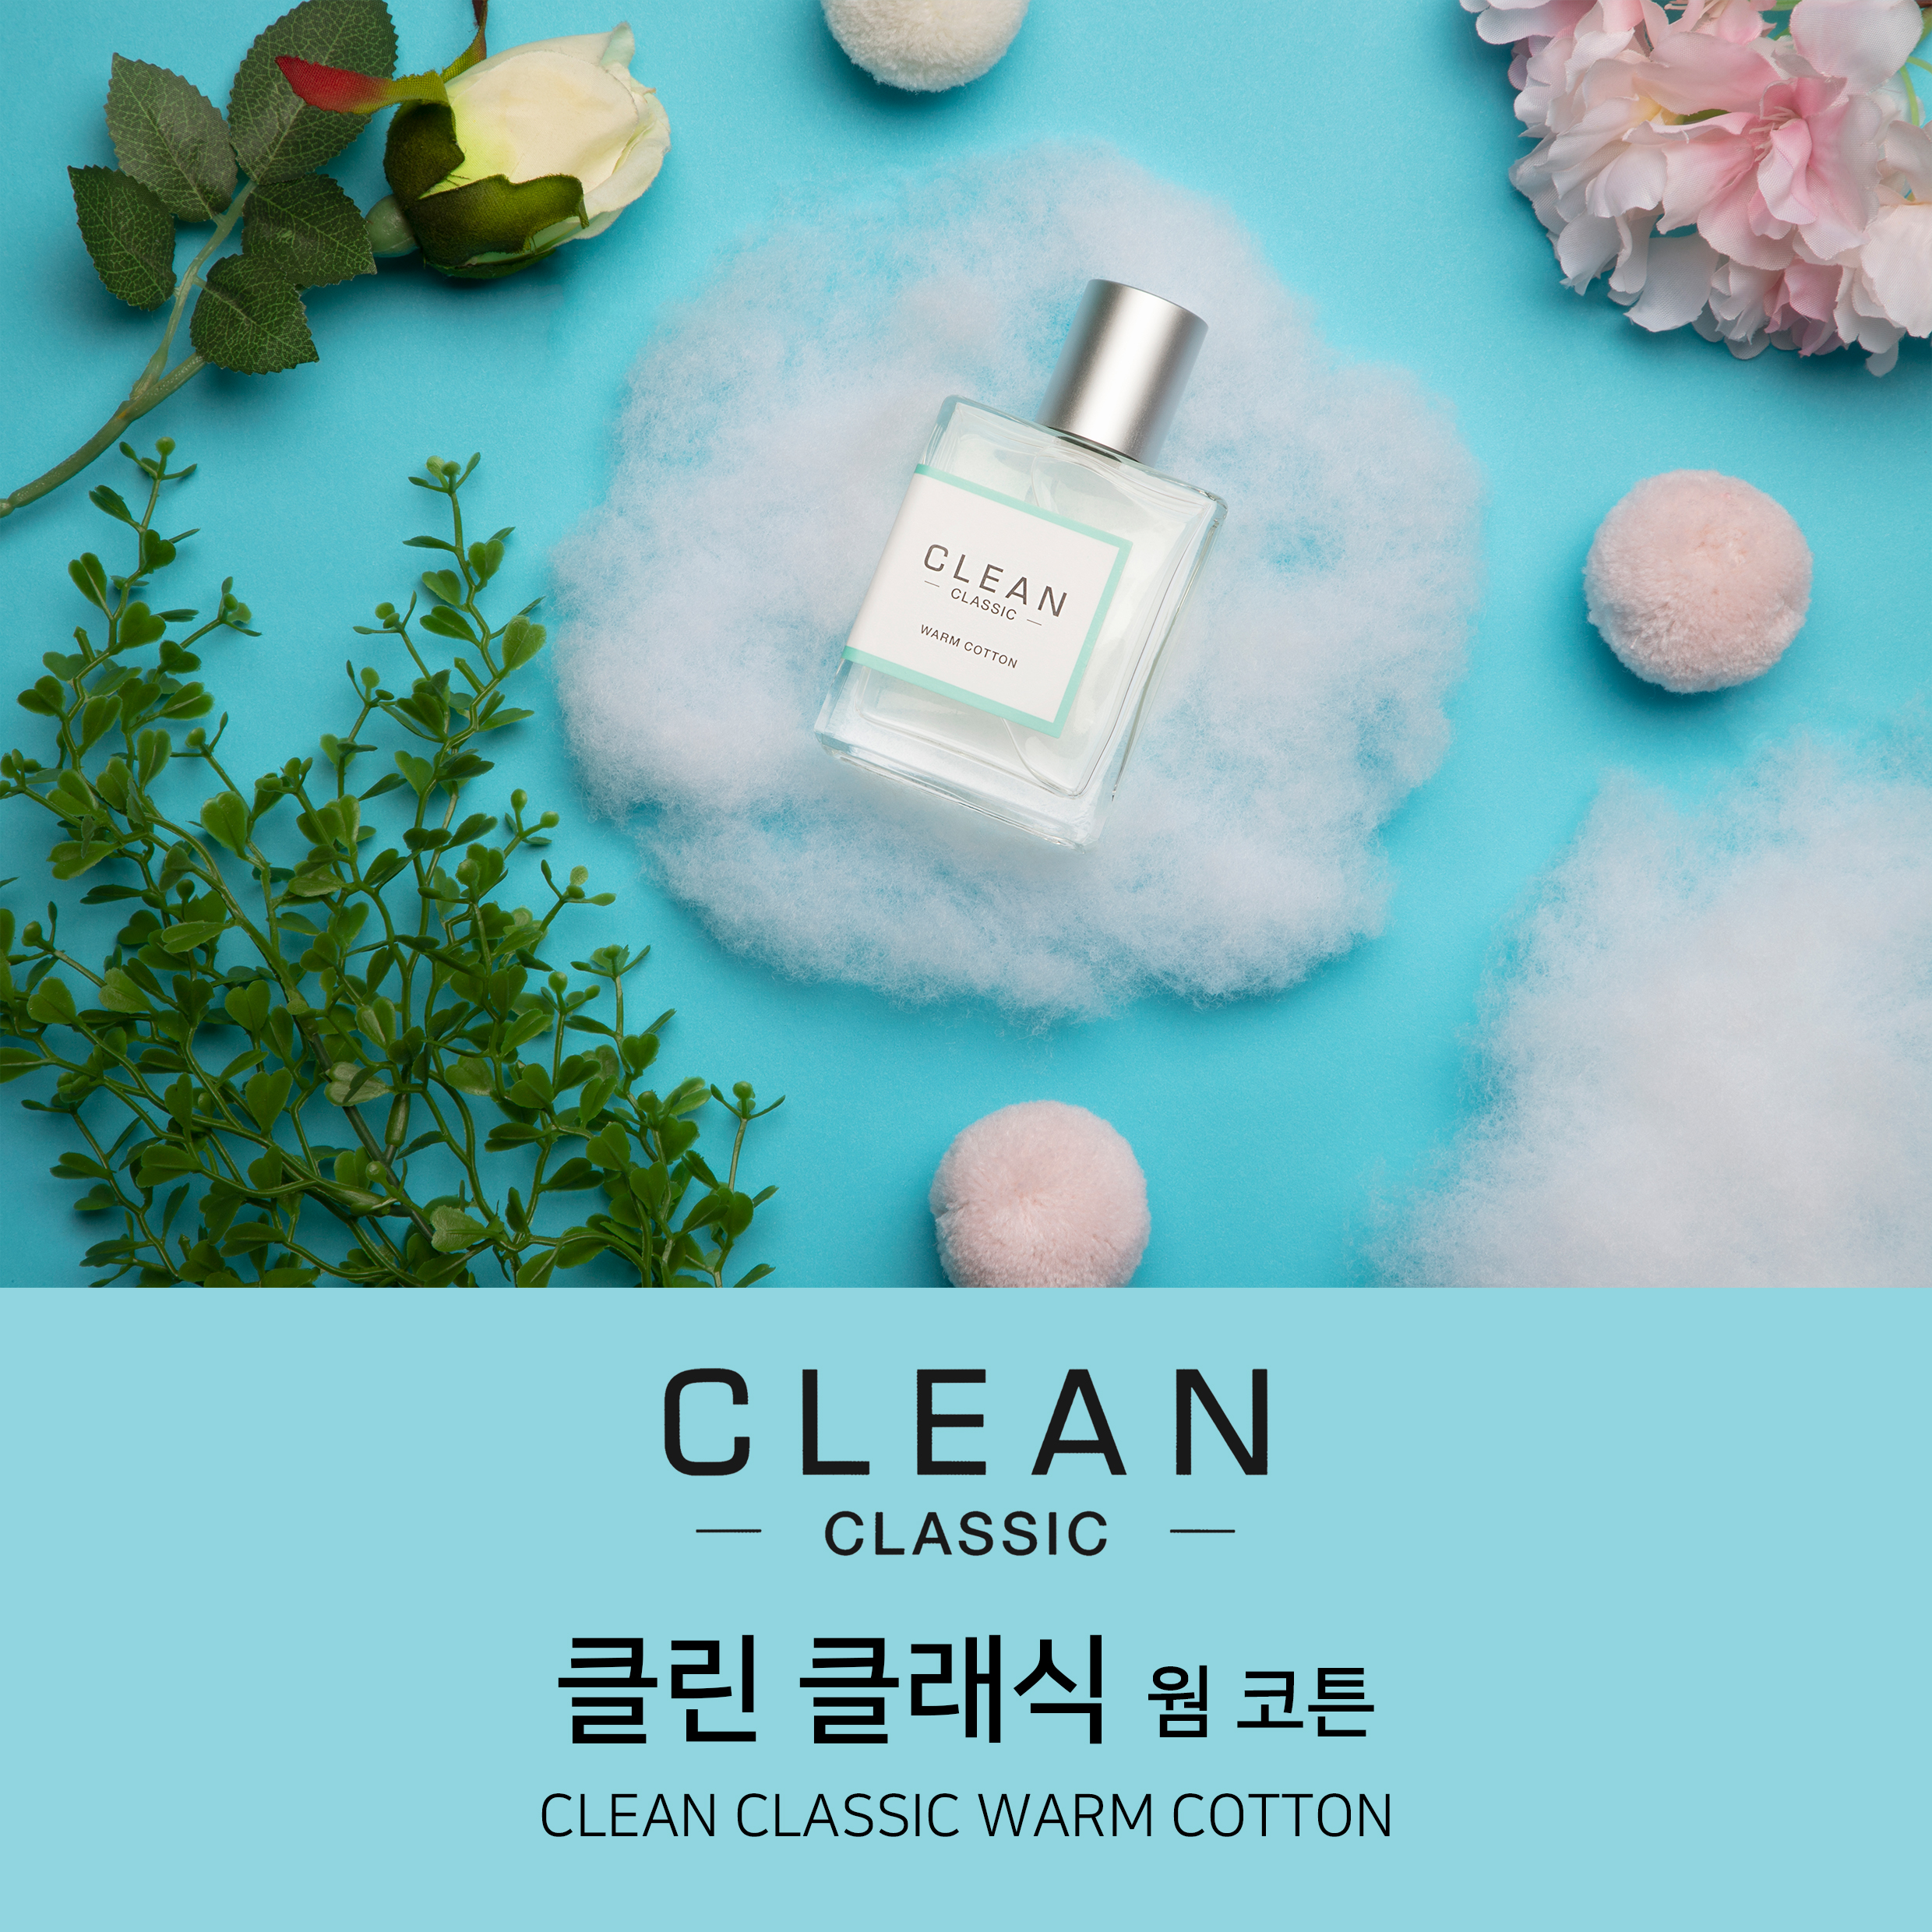 CLEAN
CLASSIC
WARM COTTON
CLEAN
CLASSIC
클린 클래식 웜 코튼
CLEAN CLASSIC WARM COTTON